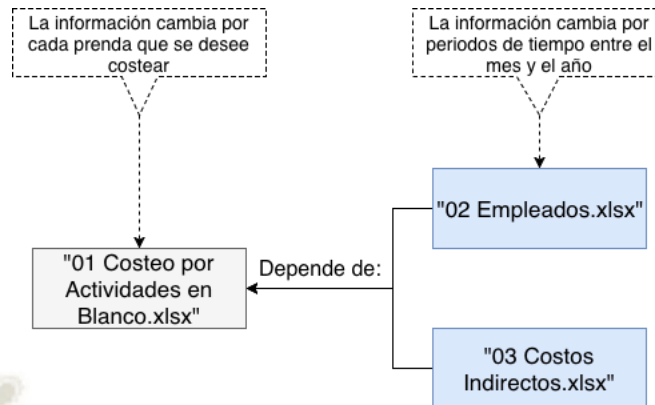 La información cambia por
cada prenda que se desee
costear
La información cambia por
periodos de tiempo entre el
mes y el año
"02 Empleados.xlsx"
"01 Costeo por
Actividades en
Blanco.xlsx"
Depende de:
"03 Costos
Indirectos.xlsx"